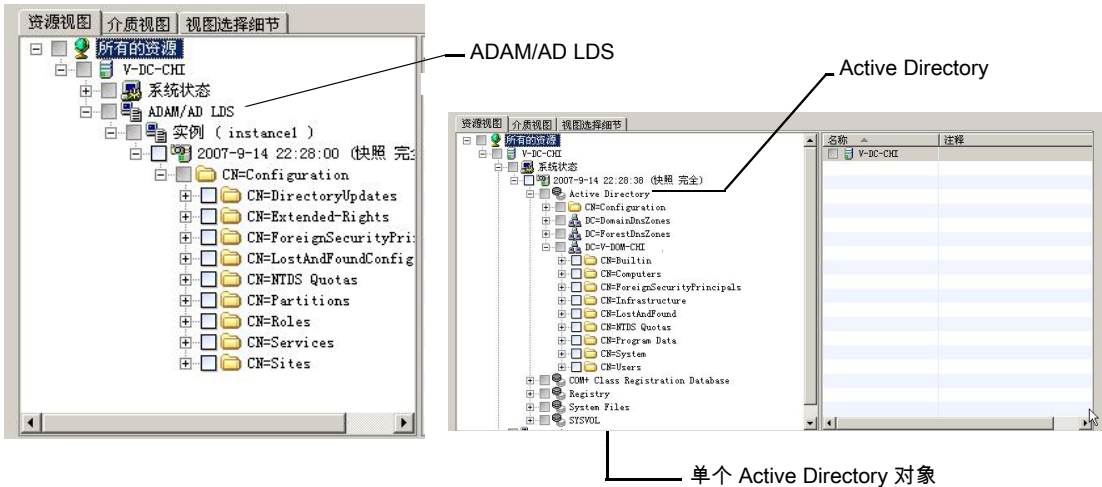 资源视图 介质视图 视图选择细节
所有的资源
V-DC-CHI
系统状态
ADAM/AD LDS
实例 ( instance1 )
2007-9-14 22:28:00 (快照 完全
CN=Configuration
CN=DirectoryUpdates
CN=Extended-Rights
CN=ForeignSecurityPri
CN=LostAndFoundConfig
CN=NTDS Quotas
CN=Partitions
CN=Roles
CN=Services
CN=Sites
ADAM/AD LDS
Active Directory
资源视图 介质视图 视图选择细节
所有的资源
V-DC-CHI
系统状态
2007-9-14 22:28:38 (快照 完全)
Active Directory
CN=Configuration
DC=DomainDnsZones
DC=ForestDnsZones
DC=V-DOM-CHI
CN=Builtin
CN=Computers
CN=ForeignSecurityPrincipals
CN=Infrastructure
CN=LostAndFound
CN=NTDS Quotas
CN=Program Data
CN=System
CN=Users
COM+ Class Registration Database
Registry
System Files
SYSVOL
名称 注释
V-DC-CHI
单个 Active Directory 对象